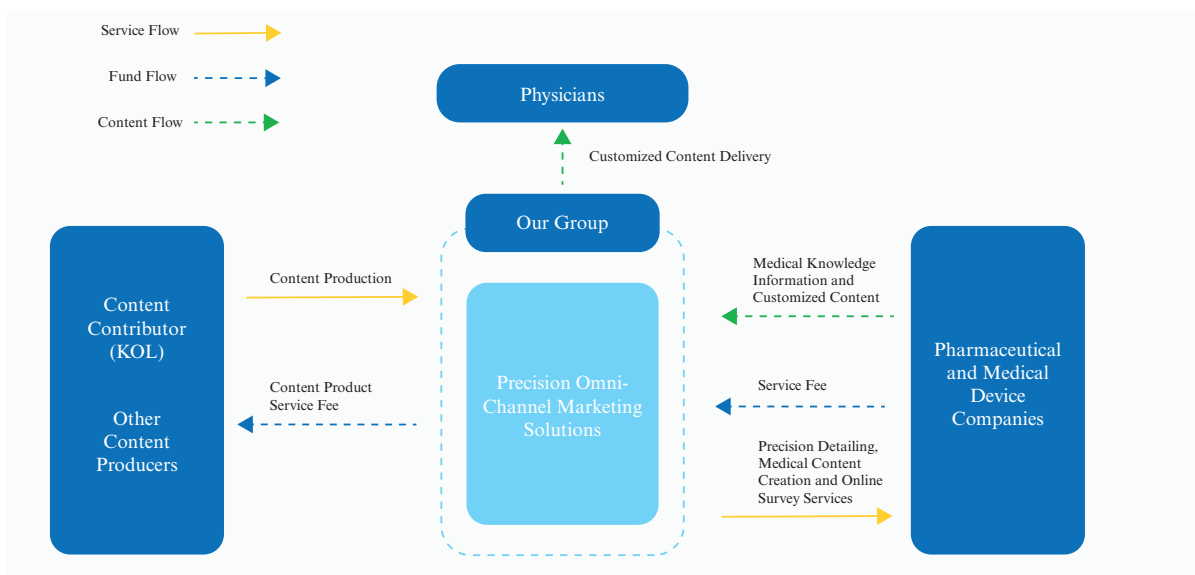 Service Flow
Fund Flow
Content Flow
Physicians
Customized Content Delivery
Our Group
Content
Contributor
(KOL)
Other
Content
Producers
Content Production
Content Product
Service Fee
Precision Omni-
Channel Marketing
Solutions
Medical Knowledge
Information and
Customized Content
Service Fee
Precision Detailing,
Medical Content
Creation and Online
Survey Services
Pharmaceutical
and Medical
Device
Companies